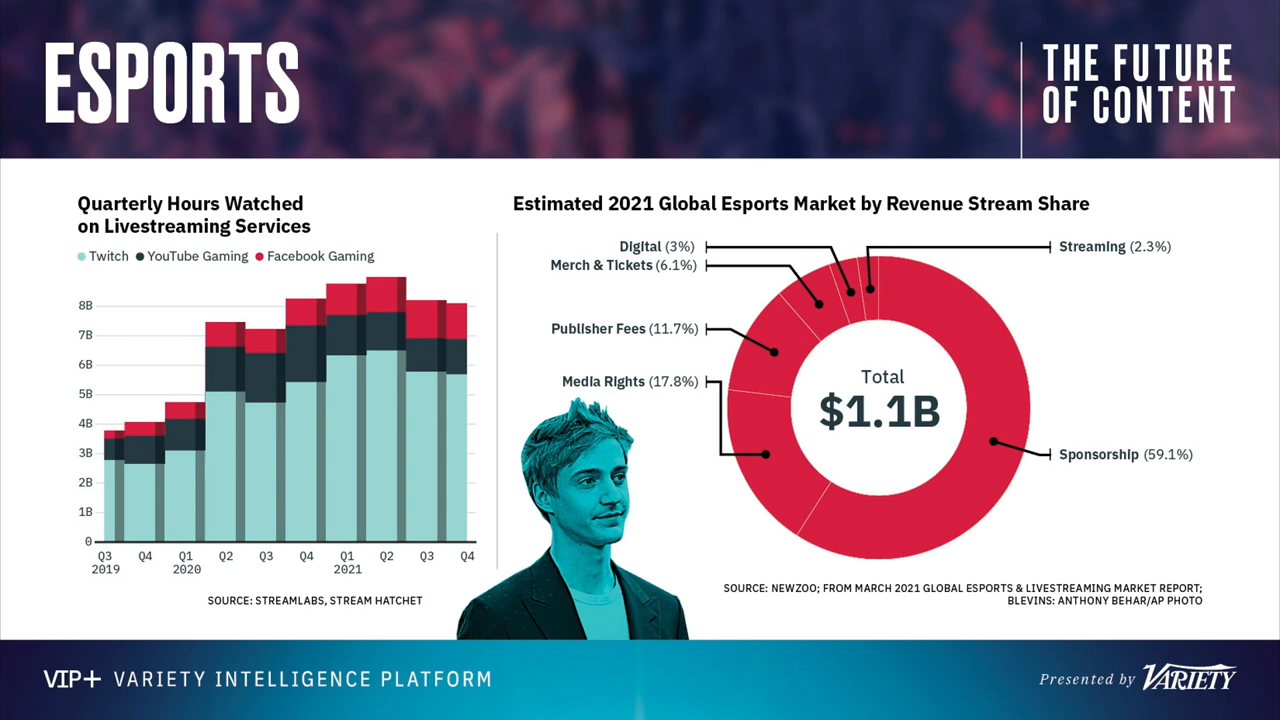 ESPORTS
THE FUTURE
OF CONTENT
Quarterly Hours Watched
on Livestreaming Services
Twitch YouTube Gaming Facebook Gaming
8B
7B
6B
5B
4B
3B
2B
1B
0
Q3 Q4 Q1 Q2 Q3 Q4 Q1 Q2 Q3 Q4
2019 2020 2021
SOURCE: STREAMLABS, STREAM HATCHET
Estimated 2021 Global Esports Market by Revenue Stream Share
Digital (3%)
Streaming (2.3%)
Merch & Tickets (6.1%)
Publisher Fees (11.7%)
Media Rights (17.8%)
Total
$1.1B
Sponsorship (59.1%)
SOURCE: NEWZOO; FROM MARCH 2021 GLOBAL ESPORTS & LIVESTREAMING MARKET REPORT;
BLEVINS: ANTHONY BEHAR/AP PHOTO
VIP+ VARIETY INTELLIGENCE PLATFORM
Presented by VARIETY